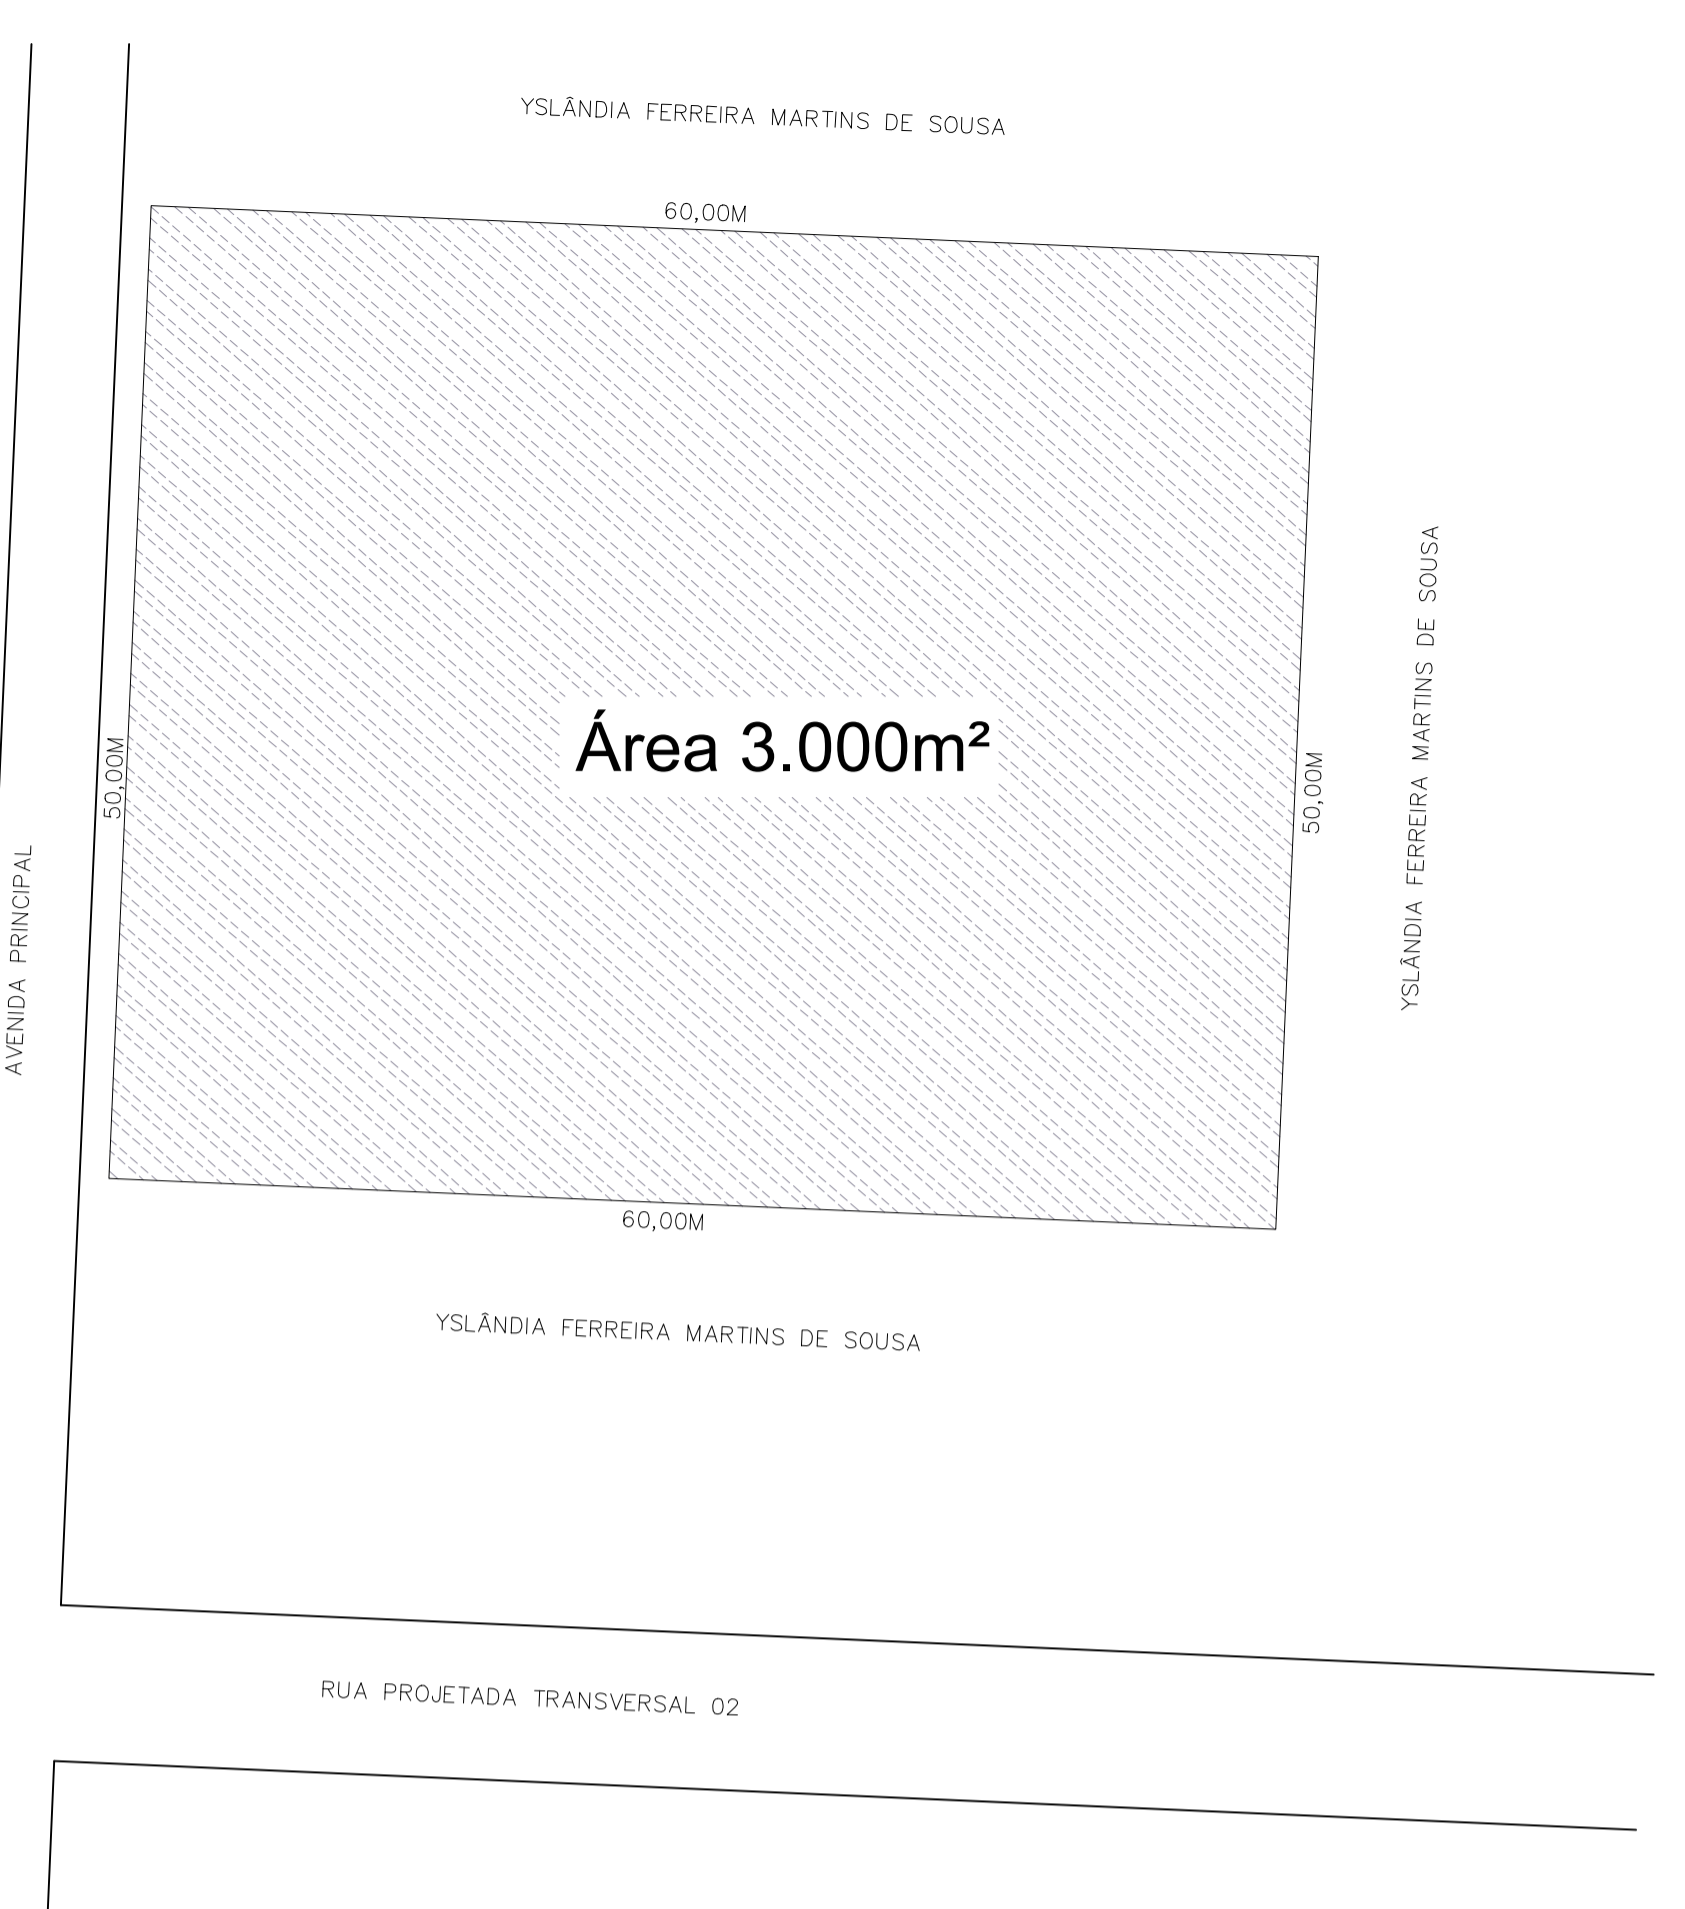 YSLÂNDIA FERREIRA MARTINS DE SOUSA
60,00M
Área 3.000m²
50,00M
50,00M
YSLÂNDIA FERREIRA MARTINS DE SOUSA
AVENIDA PRINCIPAL
60,00M
YSLÂNDIA FERREIRA MARTINS DE SOUSA
RUA PROJETADA TRANSVERSAL 02